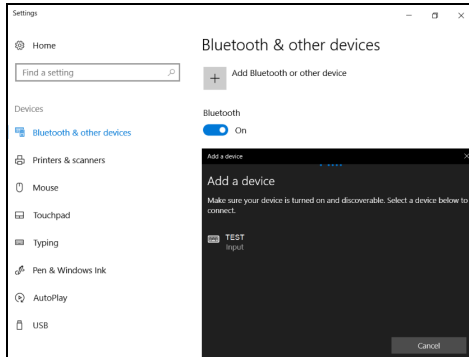 Settings
Home
Find a setting
Devices
Bluetooth & other devices
Printers & scanners
Mouse
Touchpad
Typing
Pen & Windows Ink
AutoPlay
USB
Bluetooth & other devices
Add Bluetooth or other device
Bluetooth
On
Add a device
Add a device
Make sure your device is turned on and discoverable. Select a device below to
connect.
TEST
Input
Cancel